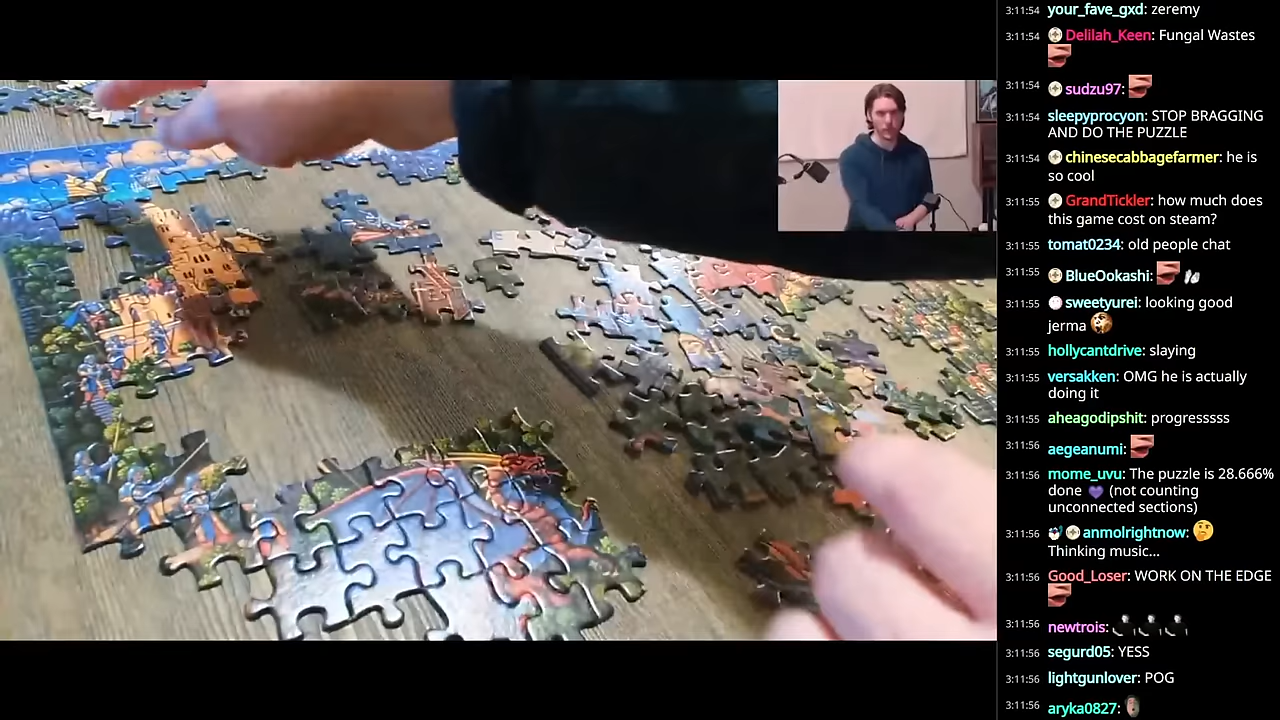 3:11:54 your_fave_gxd: zeremy
3:11:54 Delilah_Keen: Fungal Wastes
3:11:54 sudzu97:
3:11:54 sleepyprocyon: STOP BRAGGING
AND DO THE PUZZLE
3:11:54 chinesecabbagefarmer: he is
so cool
3:11:55 GrandTickler: how much does
this game cost on steam?
3:11:55 tomat0234: old people chat
3:11:55 BlueOokashi:
3:11:55 sweetyurei: looking good
jerma
3:11:55 hollycantdrive: slaying
3:11:55 versakken: OMG he is actually
doing it
3:11:55 aheagodipshit: progresssss
3:11:56 aegeanumi:
3:11:56 mome_uvu: The puzzle is 28.666%
done 💜 (not counting
unconnected sections)
3:11:56 anmolrightnow: 🤔
Thinking music...
3:11:56 Good_Loser: WORK ON THE EDGE
3:11:56 newtrois:
3:11:56 segurd05: YESS
3:11:56 lightgunlover: POG
3:11:56 aryka0827: